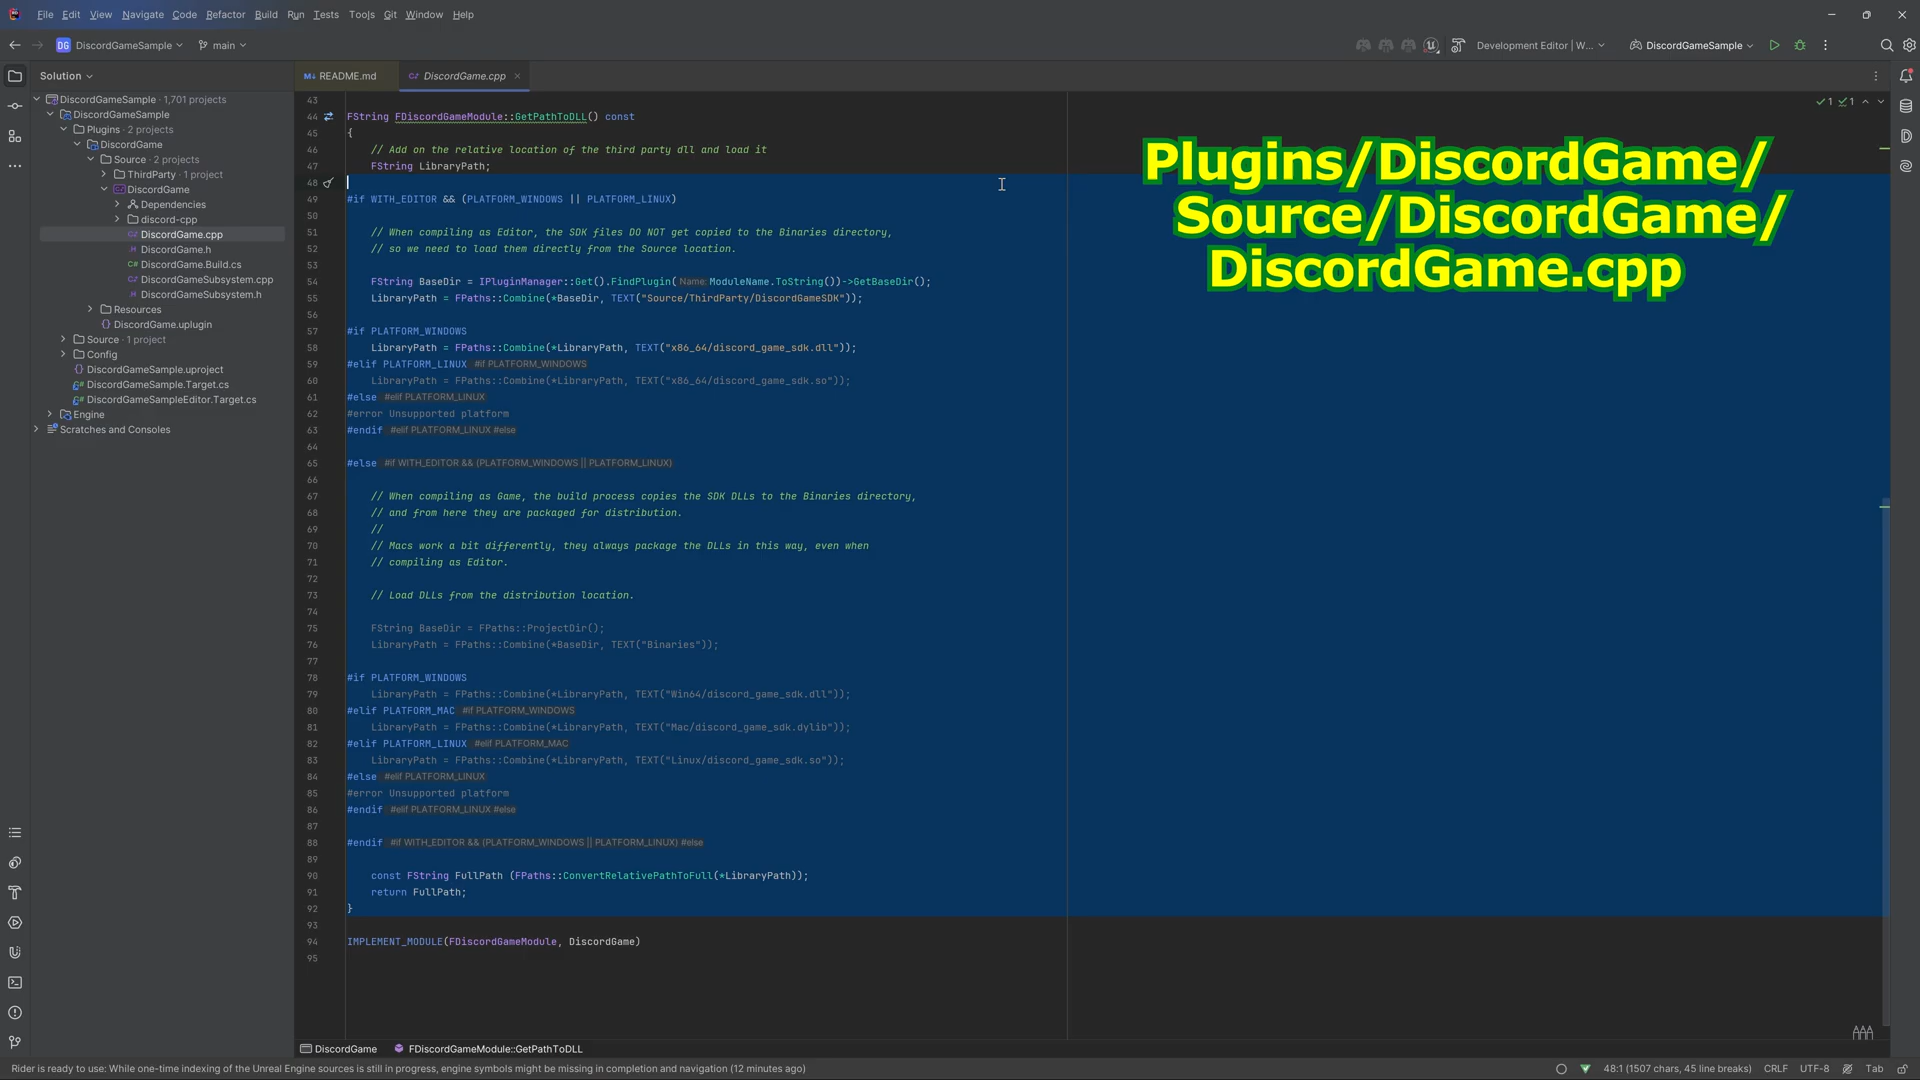 File Edit View Navigate Code Refactor Build Run Tests Tools Git Window Help
DG DiscordGameSample main Development Editor | W... DiscordGameSample
Solution
README.md DiscordGame.cpp
DiscordGameSample · 1,701 projects
DiscordGameSample
Plugins · 2 projects
DiscordGame
Source · 2 projects
ThirdParty · 1 project
DiscordGame
Dependencies
discord-cpp
DiscordGame.cpp
DiscordGame.h
DiscordGame.Build.cs
DiscordGameSubsystem.cpp
DiscordGameSubsystem.h
Resources
DiscordGame.uplugin
Source · 1 project
Config
DiscordGameSample.uproject
DiscordGameSample.Target.cs
DiscordGameSampleEditor.Target.cs
Engine
Scratches and Consoles
1 1
43
44 FString FDiscordGameModule::GetPathToDLL() const
45 {
46 // Add on the relative location of the third party dll and load it
47 FString LibraryPath;
48
49 #if WITH_EDITOR && (PLATFORM_WINDOWS || PLATFORM_LINUX)
50
51 // When compiling as Editor, the SDK files DO NOT get copied to the Binaries directory,
52 // so we need to load them directly from the Source location.
53
54 FString BaseDir = IPluginManager::Get().FindPlugin( Name: ModuleName.ToString())->GetBaseDir();
55 LibraryPath = FPaths::Combine(*BaseDir, TEXT("Source/ThirdParty/DiscordGameSDK"));
56
57 #if PLATFORM_WINDOWS
58 LibraryPath = FPaths::Combine(*LibraryPath, TEXT("x86_64/discord_game_sdk.dll"));
59 #elif PLATFORM_LINUX #if PLATFORM_WINDOWS
60 LibraryPath = FPaths::Combine(*LibraryPath, TEXT("x86_64/discord_game_sdk.so"));
61 #else #elif PLATFORM_LINUX
62 #error Unsupported platform
63 #endif #elif PLATFORM_LINUX #else
64
65 #else #if WITH_EDITOR && (PLATFORM_WINDOWS || PLATFORM_LINUX)
66
67 // When compiling as Game, the build process copies the SDK DLLs to the Binaries directory,
68 // and from here they are packaged for distribution.
69 //
70 // Macs work a bit differently, they always package the DLLs in this way, even when
71 // compiling as Editor.
72
73 // Load DLLs from the distribution location.
74
75 FString BaseDir = FPaths::ProjectDir();
76 LibraryPath = FPaths::Combine(*BaseDir, TEXT("Binaries"));
77
78 #if PLATFORM_WINDOWS
79 LibraryPath = FPaths::Combine(*LibraryPath, TEXT("Win64/discord_game_sdk.dll"));
80 #elif PLATFORM_MAC #if PLATFORM_WINDOWS
81 LibraryPath = FPaths::Combine(*LibraryPath, TEXT("Mac/discord_game_sdk.dylib"));
82 #elif PLATFORM_LINUX #elif PLATFORM_MAC
83 LibraryPath = FPaths::Combine(*LibraryPath, TEXT("Linux/discord_game_sdk.so"));
84 #else #elif PLATFORM_LINUX
85 #error Unsupported platform
86 #endif #elif PLATFORM_LINUX #else
87
88 #endif #if WITH_EDITOR && (PLATFORM_WINDOWS || PLATFORM_LINUX) #else
89
90 const FString FullPath (FPaths::ConvertRelativePathToFull(*LibraryPath));
91 return FullPath;
92 }
93
94 IMPLEMENT_MODULE(FDiscordGameModule, DiscordGame)
95
Plugins/DiscordGame/
Source/DiscordGame/
DiscordGame.cpp
DiscordGame FDiscordGameModule::GetPathToDLL
Rider is ready to use: While one-time indexing of the Unreal Engine sources is still in progress, engine symbols might be missing in completion and navigation (12 minutes ago) 48:1 (1507 chars, 45 line breaks) CRLF UTF-8 Tab